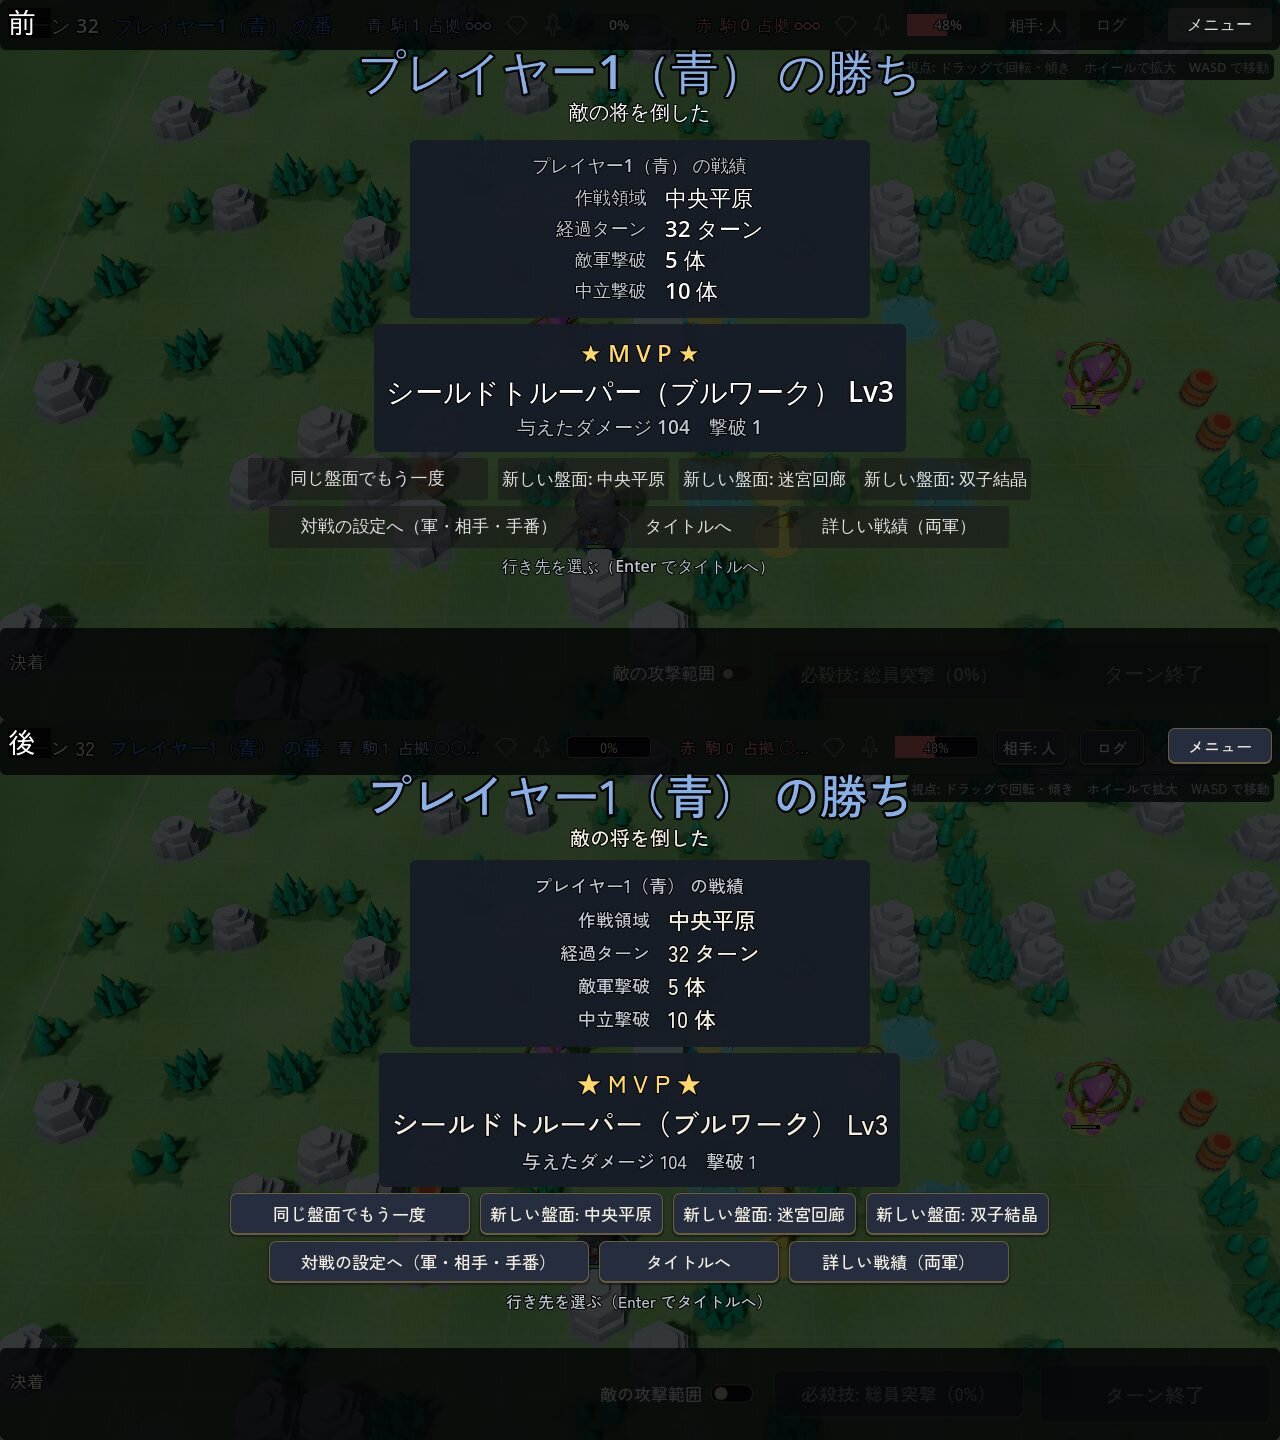 前
ン 32 プレイヤー1（青）の番 青 駒 1 占拠 ○○○ 0% 赤 駒 0 占拠 ○○○ 48% 相手: 人 ログ メニュー
視点: ドラッグで回転・傾き ホイールで拡大 WASD で移動
プレイヤー1（青） の勝ち
敵の将を倒した
プレイヤー1（青） の戦績
作戦領域 中央平原
経過ターン 32 ターン
敵軍撃破 5 体
中立撃破 10 体
★ M V P ★
シールドトルーパー（ブルワーク） Lv3
与えたダメージ 104 撃破 1
同じ盤面でもう一度 新しい盤面: 中央平原 新しい盤面: 迷宮回廊 新しい盤面: 双子結晶
対戦の設定へ（軍・相手・手番） タイトルへ 詳しい戦績（両軍）
行き先を選ぶ（Enter でタイトルへ）
決着 敵の攻撃範囲 必殺技: 総員突撃（0%） ターン終了
後
ン 32 プレイヤー1（青）の番 青 駒 1 占拠 〇〇… 0% 赤 駒 0 占拠 〇… 48% 相手: 人 ログ メニュー
視点: ドラッグで回転・傾き ホイールで拡大 WASD で移動
プレイヤー1（青） の勝ち
敵の将を倒した
プレイヤー1（青） の戦績
作戦領域 中央平原
経過ターン 32 ターン
敵軍撃破 5 体
中立撃破 10 体
★ M V P ★
シールドトルーパー（ブルワーク） Lv3
与えたダメージ 104 撃破 1
同じ盤面でもう一度 新しい盤面: 中央平原 新しい盤面: 迷宮回廊 新しい盤面: 双子結晶
対戦の設定へ（軍・相手・手番） タイトルへ 詳しい戦績（両軍）
行き先を選ぶ（Enter でタイトルへ）
決着 敵の攻撃範囲 必殺技: 総員突撃（0%） ターン終了